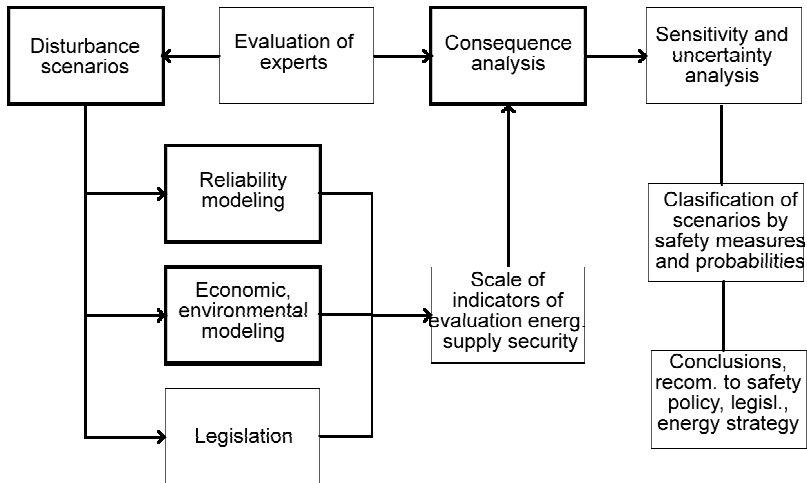 Disturbance
scenarios
Evaluation of
experts
Consequence
analysis
Sensitivity and
uncertainty
analysis
Reliability
modeling
Clasification of
scenarios by
safety measures
and probabilities
Economic,
environmental
modeling
Scale of
indicators of
evaluation energ.
supply security
Conclusions,
recom. to safety
policy, legisl.,
energy strategy
Legislation